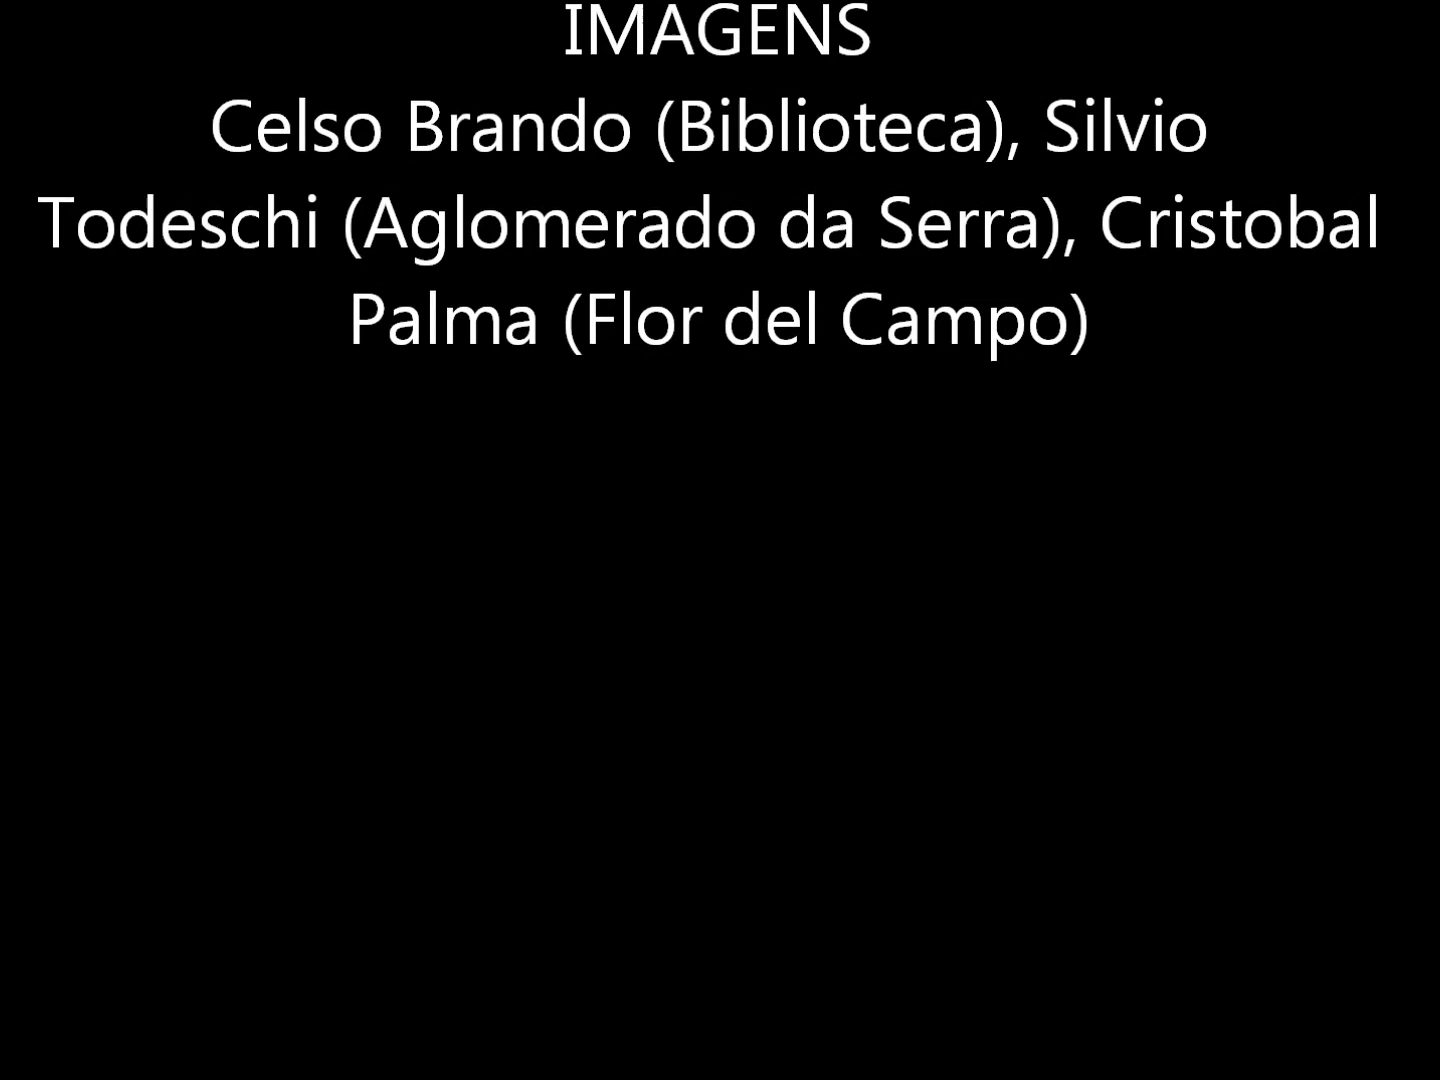 IMAGENS
Celso Brando (Biblioteca), Silvio
Todeschi (Aglomerado da Serra), Cristobal
Palma (Flor del Campo)